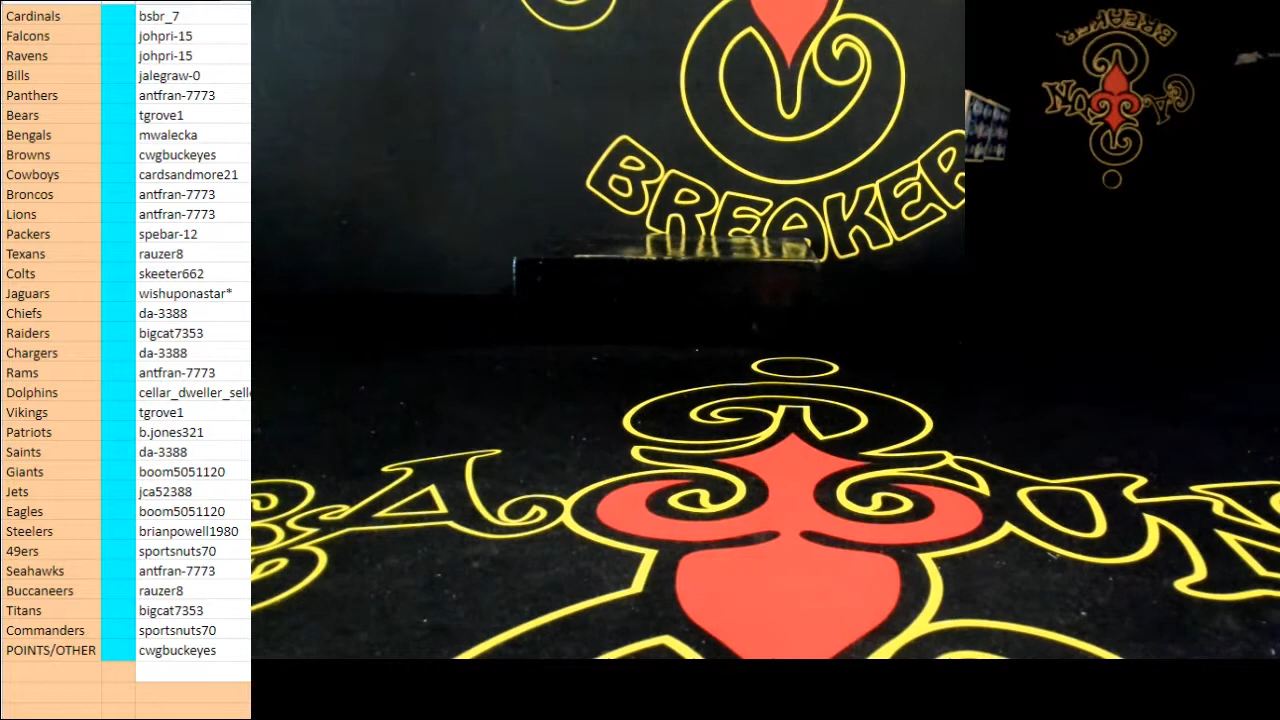 Cardinals bsbr_7
Falcons johpri-15
Ravens johpri-15
Bills jalegraw-0
Panthers antfran-7773
Bears tgrove1
Bengals mwalecka
Browns cwgbuckeyes
Cowboys cardsandmore21
Broncos antfran-7773
Lions antfran-7773
Packers spebar-12
Texans rauzer8
Colts skeeter662
Jaguars wishuponastar*
Chiefs da-3388
Raiders bigcat7353
Chargers da-3388
Rams antfran-7773
Dolphins cellar_dweller_sell
Vikings tgrove1
Patriots b.jones321
Saints da-3388
Giants boom5051120
Jets jca52388
Eagles boom5051120
Steelers brianpowell1980
49ers sportsnuts70
Seahawks antfran-7773
Buccaneers rauzer8
Titans bigcat7353
Commanders sportsnuts70
POINTS/OTHER cwgbuckeyes
BREAKER
BREAKER